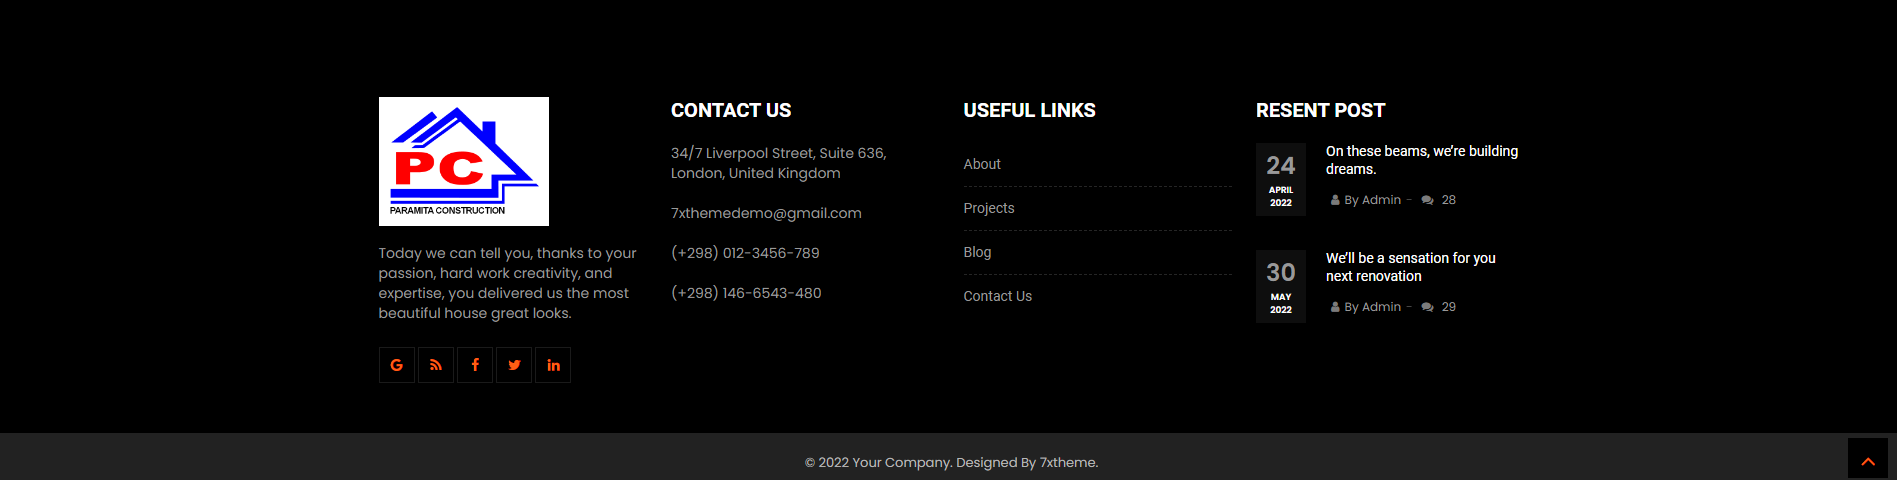 PC
PARAMITA CONSTRUCTION
Today we can tell you, thanks to your
passion, hard work creativity, and
expertise, you delivered us the most
beautiful house great looks.
CONTACT US
34/7 Liverpool Street, Suite 636,
London, United Kingdom
7xthemedemo@gmail.com
(+298) 012-3456-789
(+298) 146-6543-480
USEFUL LINKS
About
Projects
Blog
Contact Us
RESENT POST
24
APRIL
2022
On these beams, we’re building
dreams.
By Admin - 28
30
MAY
2022
We’ll be a sensation for you
next renovation
By Admin - 29
© 2022 Your Company. Designed By 7xtheme.